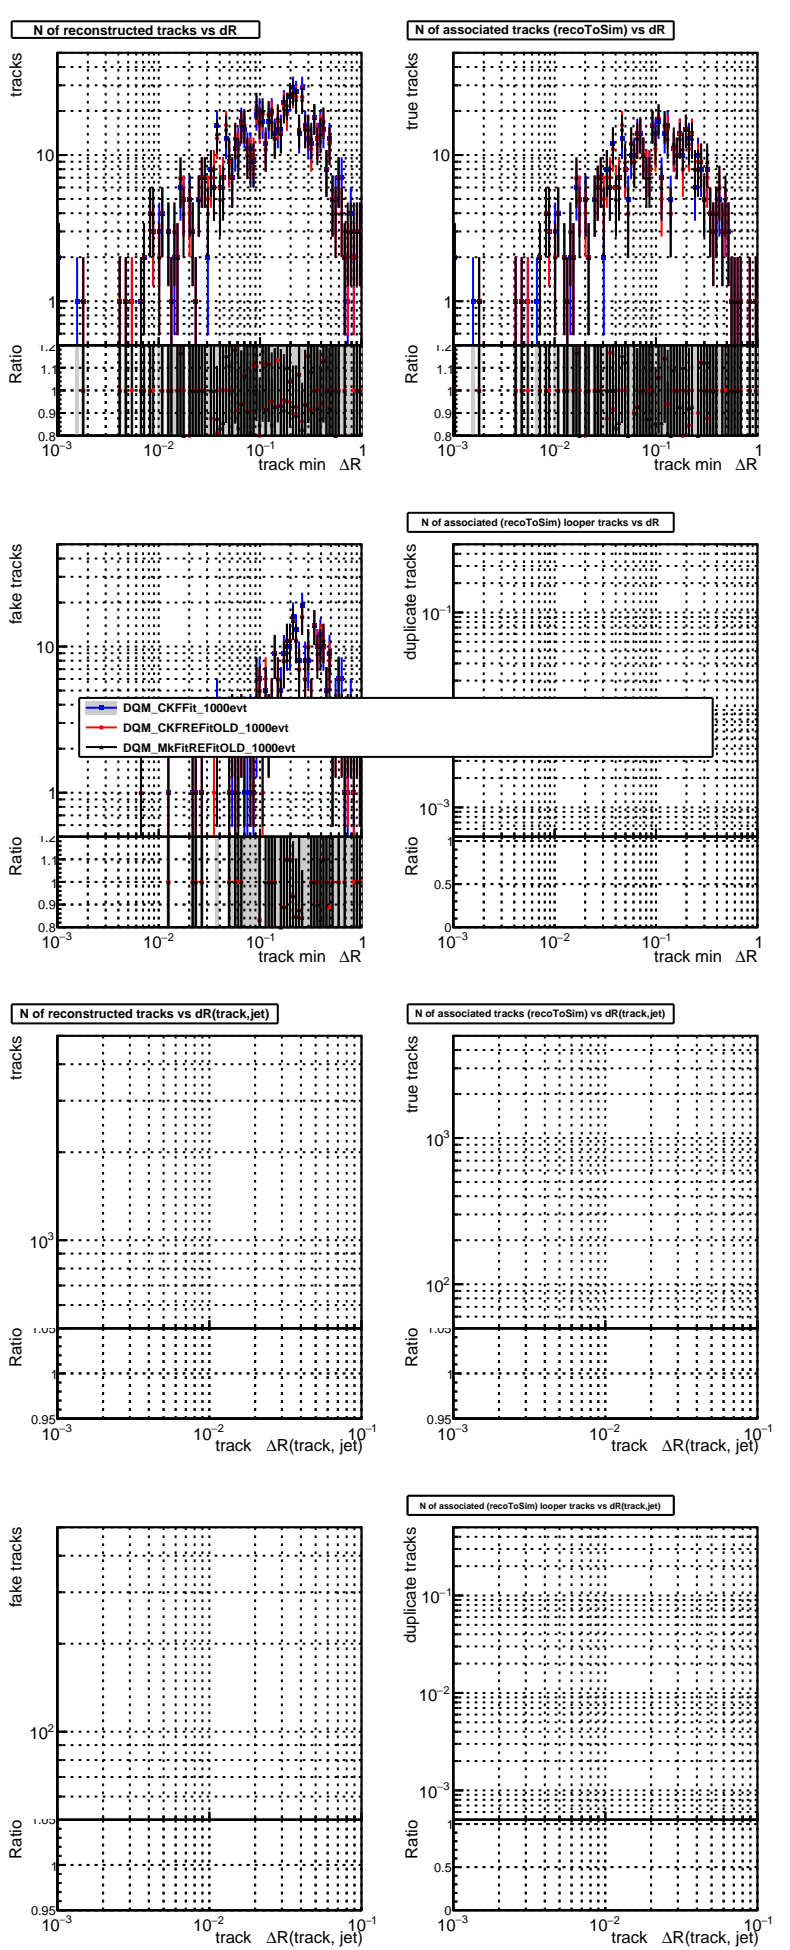 N of reconstructed tracks vs dR
tracks
10
1
Ratio
1.2
1.1
1
0.9
0.8
10−3 10−2 10−1 1
track min ΔR
N of associated tracks (recoToSim) vs dR
true tracks
10
1
Ratio
1.2
1.1
1
0.9
0.8
10−3 10−2 10−1 1
track min ΔR
fake tracks
10
1
Ratio
1.2
1.1
1
0.9
0.8
10−3 10−2 10−1 1
track min ΔR
N of associated (recoToSim) looper tracks vs dR
duplicate tracks
10−1
10−3
Ratio
1
0.5
0
10−3 10−2 10−1 1
track min ΔR
DQM_CKFFit_1000evt
DQM_CKFREFitOLD_1000evt
DQM_MkFitREFitOLD_1000evt
N of reconstructed tracks vs dR(track,jet)
tracks
103
Ratio
1.05
1
0.95
10−3 10−2 10−1
track ΔR(track, jet)
N of associated tracks (recoToSim) vs dR(track,jet)
true tracks
103
102
Ratio
1.05
1
0.95
10−3 10−2 10−1
track ΔR(track, jet)
fake tracks
102
Ratio
1.05
1
0.95
10−3 10−2 10−1
track ΔR(track, jet)
N of associated (recoToSim) looper tracks vs dR(track,jet)
duplicate tracks
10−1
10−2
10−3
Ratio
1
0.5
0
10−3 10−2 10−1
track ΔR(track, jet)